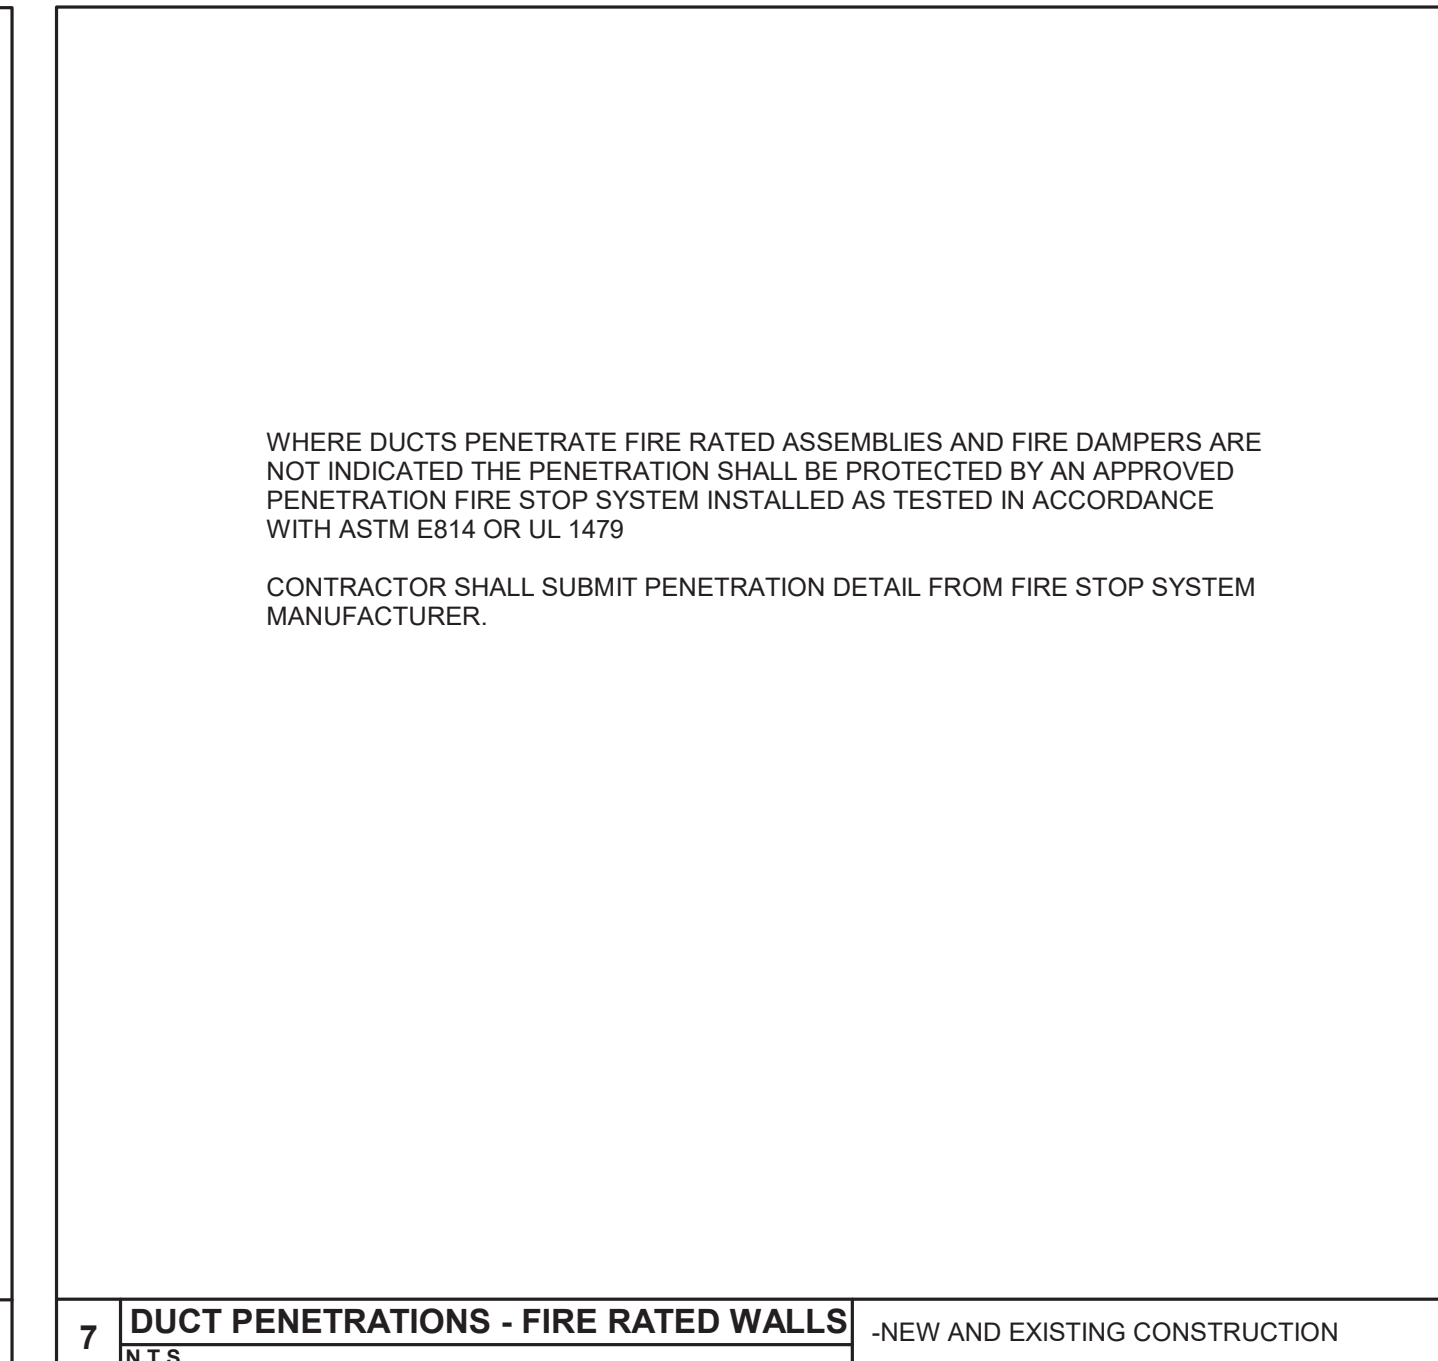 WHERE DUCTS PENETRATE FIRE RATED ASSEMBLIES AND FIRE DAMPERS ARE
NOT INDICATED THE PENETRATION SHALL BE PROTECTED BY AN APPROVED
PENETRATION FIRE STOP SYSTEM INSTALLED AS TESTED IN ACCORDANCE
WITH ASTM E814 OR UL 1479
CONTRACTOR SHALL SUBMIT PENETRATION DETAIL FROM FIRE STOP SYSTEM
MANUFACTURER.
7
DUCT PENETRATIONS - FIRE RATED WALLS
-NEW AND EXISTING CONSTRUCTION
N.T.S.